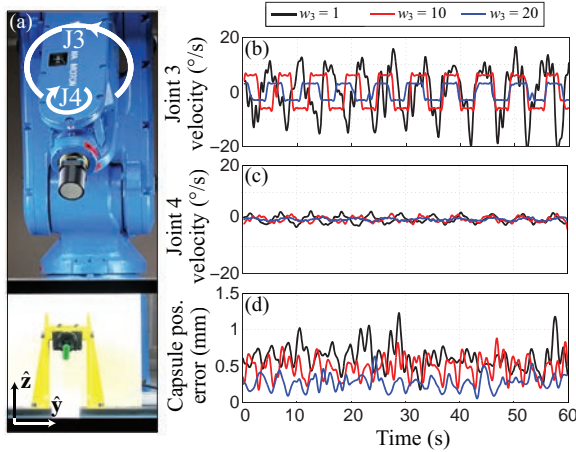 (a)
J3
J4
MOTION
ẑ
ŷ
w₃ = 1 w₃ = 10 w₃ = 20
(b)
Joint 3
velocity (°/s)
20
0
−20
(c)
Joint 4
velocity (°/s)
20
0
−20
(d)
Capsule pos.
error (mm)
1.5
1
0.5
0
0 10 20 30 40 50 60
Time (s)